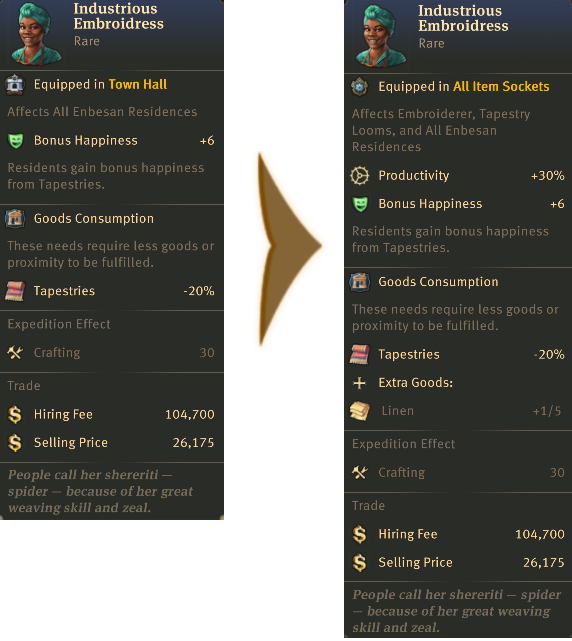 Industrious
Embroidress
Rare
Equipped in Town Hall
Affects All Enbesan Residences
Bonus Happiness +6
Residents gain bonus happiness
from Tapestries.
Goods Consumption
These needs require less goods or
proximity to be fulfilled.
Tapestries -20%
Expedition Effect
Crafting 30
Trade
Hiring Fee 104,700
Selling Price 26,175
People call her shereriti —
spider — because of her great
weaving skill and zeal.
Industrious
Embroidress
Rare
Equipped in All Item Sockets
Affects Embroiderer, Tapestry
Looms, and All Enbesan
Residences
Productivity +30%
Bonus Happiness +6
Residents gain bonus happiness
from Tapestries.
Goods Consumption
These needs require less goods or
proximity to be fulfilled.
Tapestries -20%
Extra Goods:
Linen +1/5
Expedition Effect
Crafting 30
Trade
Hiring Fee 104,700
Selling Price 26,175
People call her shereriti — spider
— because of her great weaving
skill and zeal.